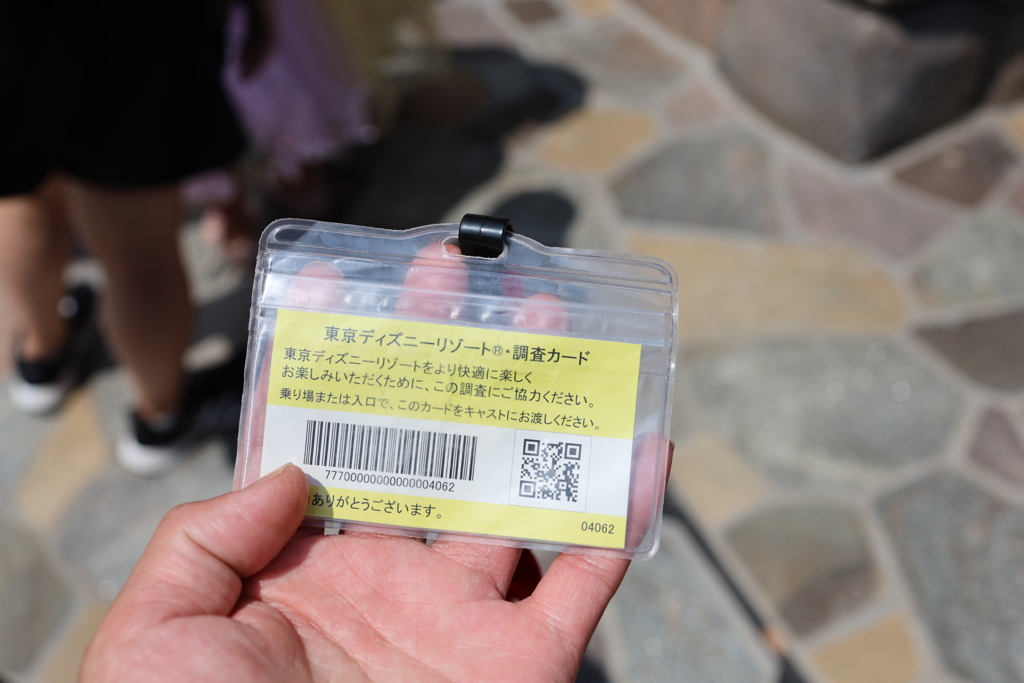 東京ディズニーリゾート®・調査カード
東京ディズニーリゾートをより快適に楽しく
お楽しみいただくために、この調査にご協力ください。
乗り場または入口で、このカードをキャストにお渡しください。
77700000000000004062
ありがとうございます。
04062